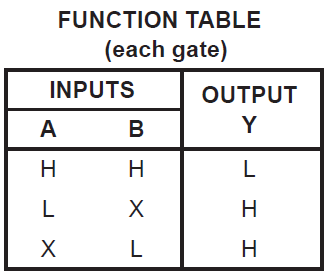 FUNCTION TABLE
(each gate)
INPUTS OUTPUT
A B Y
H H L
L X H
X L H